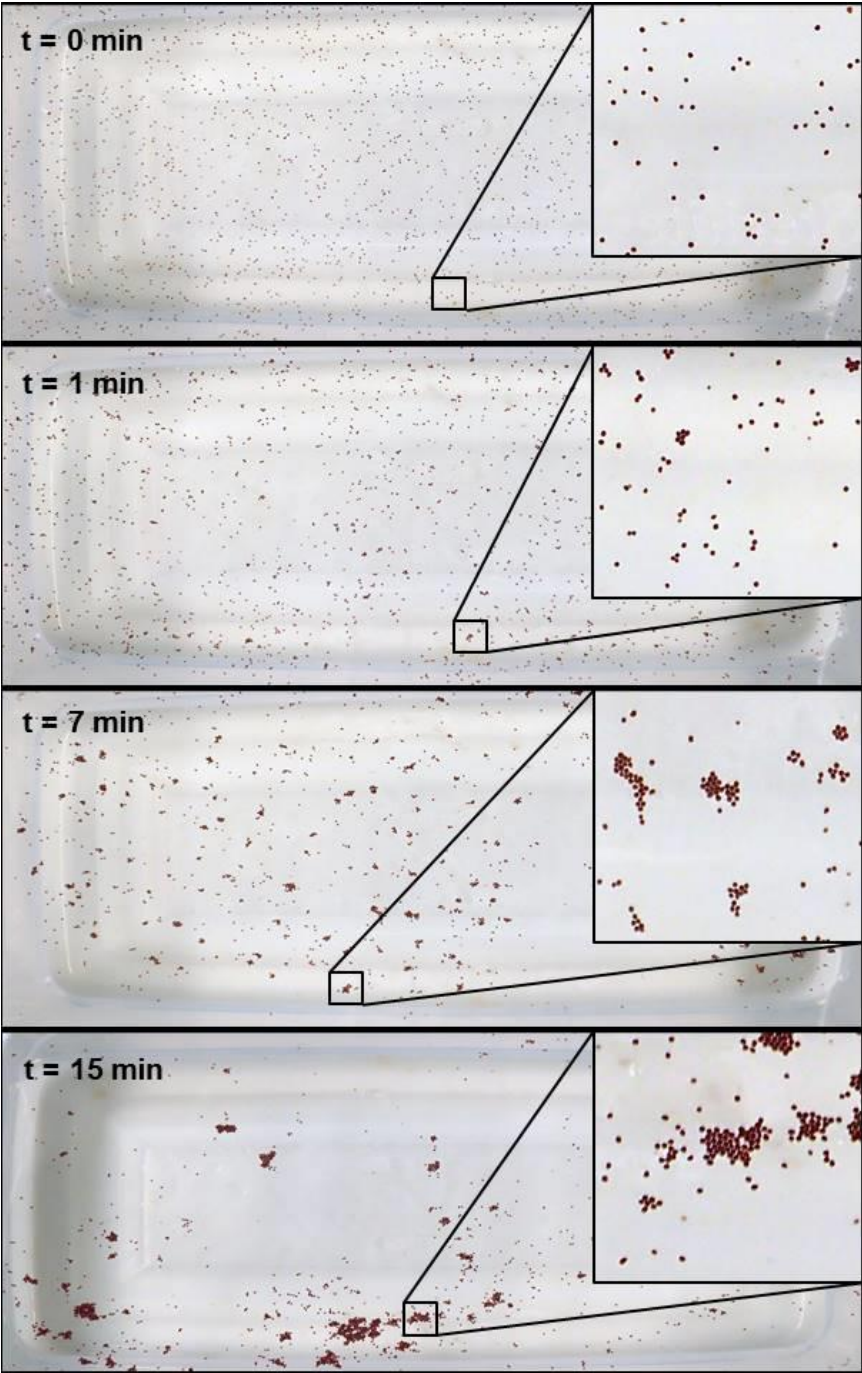 t = 0 min
t = 1 min
t = 7 min
t = 15 min